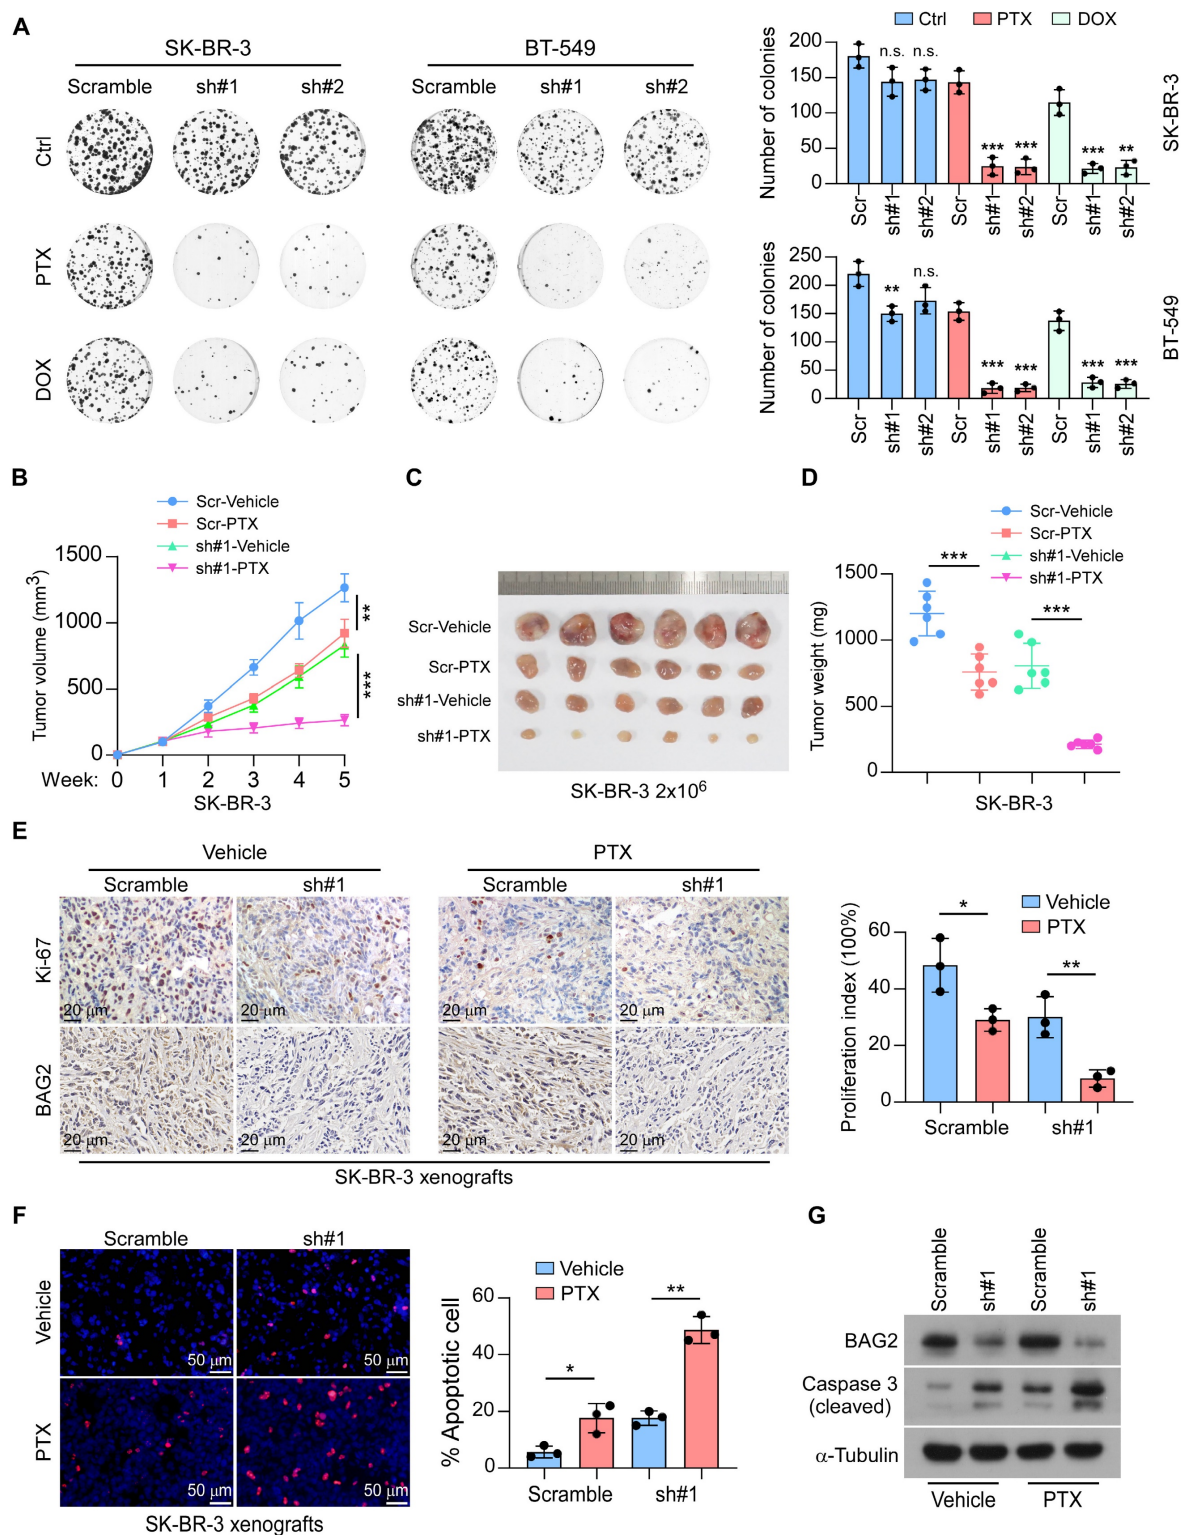 A
SK-BR-3
BT-549
Scramble sh#1 sh#2 Scramble sh#1 sh#2
Ctrl
PTX
DOX
Ctrl PTX DOX
Number of colonies
200
150
100
50
0
n.s. n.s. *** *** *** **
Scr sh#1 sh#2 Scr sh#1 sh#2 Scr sh#1 sh#2
SK-BR-3
Number of colonies
250
200
150
100
50
0
** n.s. *** *** *** ***
Scr sh#1 sh#2 Scr sh#1 sh#2 Scr sh#1 sh#2
BT-549
B
Scr-Vehicle
Scr-PTX
sh#1-Vehicle
sh#1-PTX
Tumor volume (mm³)
1500
1000
500
0
**
***
Week: 0 1 2 3 4 5
SK-BR-3
C
Scr-Vehicle
Scr-PTX
sh#1-Vehicle
sh#1-PTX
SK-BR-3 2x10⁶
D
Scr-Vehicle
Scr-PTX
sh#1-Vehicle
sh#1-PTX
Tumor weight (mg)
1500
1000
500
0
***
***
SK-BR-3
E
Vehicle PTX
Scramble sh#1 Scramble sh#1
Ki-67
20 µm 20 µm 20 µm 20 µm
BAG2
20 µm 20 µm 20 µm 20 µm
SK-BR-3 xenografts
Vehicle
PTX
Proliferation index (100%)
60
40
20
0
*
**
Scramble sh#1
F
Scramble sh#1
Vehicle
50 µm 50 µm
PTX
50 µm 50 µm
SK-BR-3 xenografts
Vehicle
PTX
% Apoptotic cell
60
40
20
0
*
**
Scramble sh#1
G
Scramble sh#1 Scramble sh#1
BAG2
Caspase 3
(cleaved)
α-Tubulin
Vehicle PTX